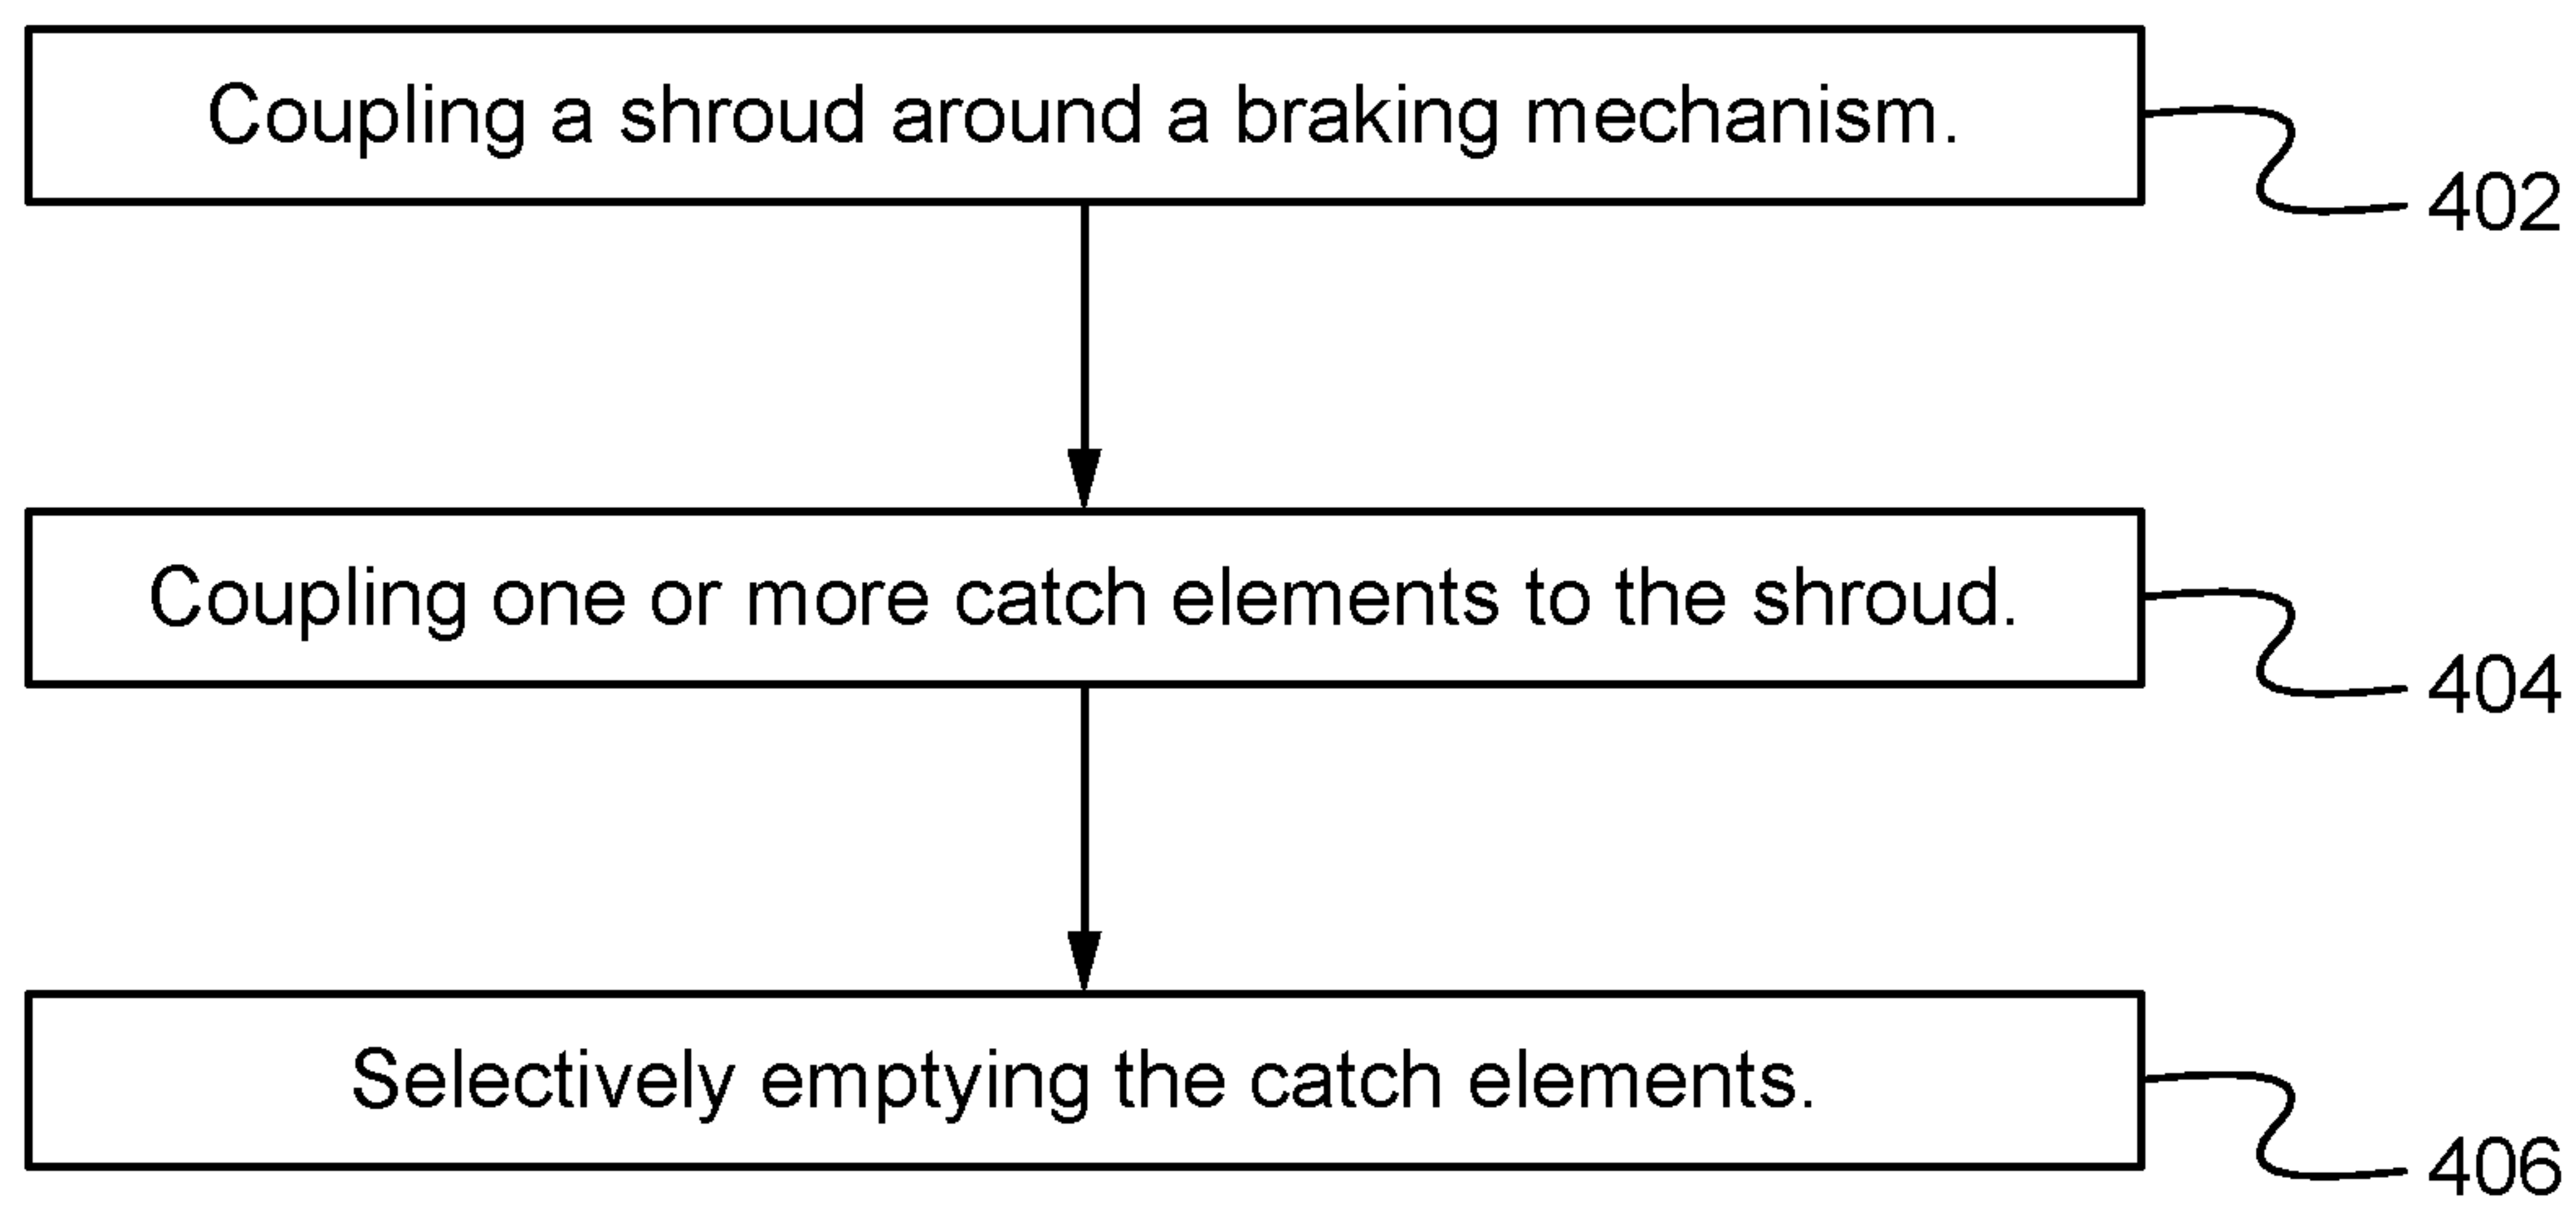 Coupling a shroud around a braking mechanism.
402
Coupling one or more catch elements to the shroud.
404
Selectively emptying the catch elements.
406